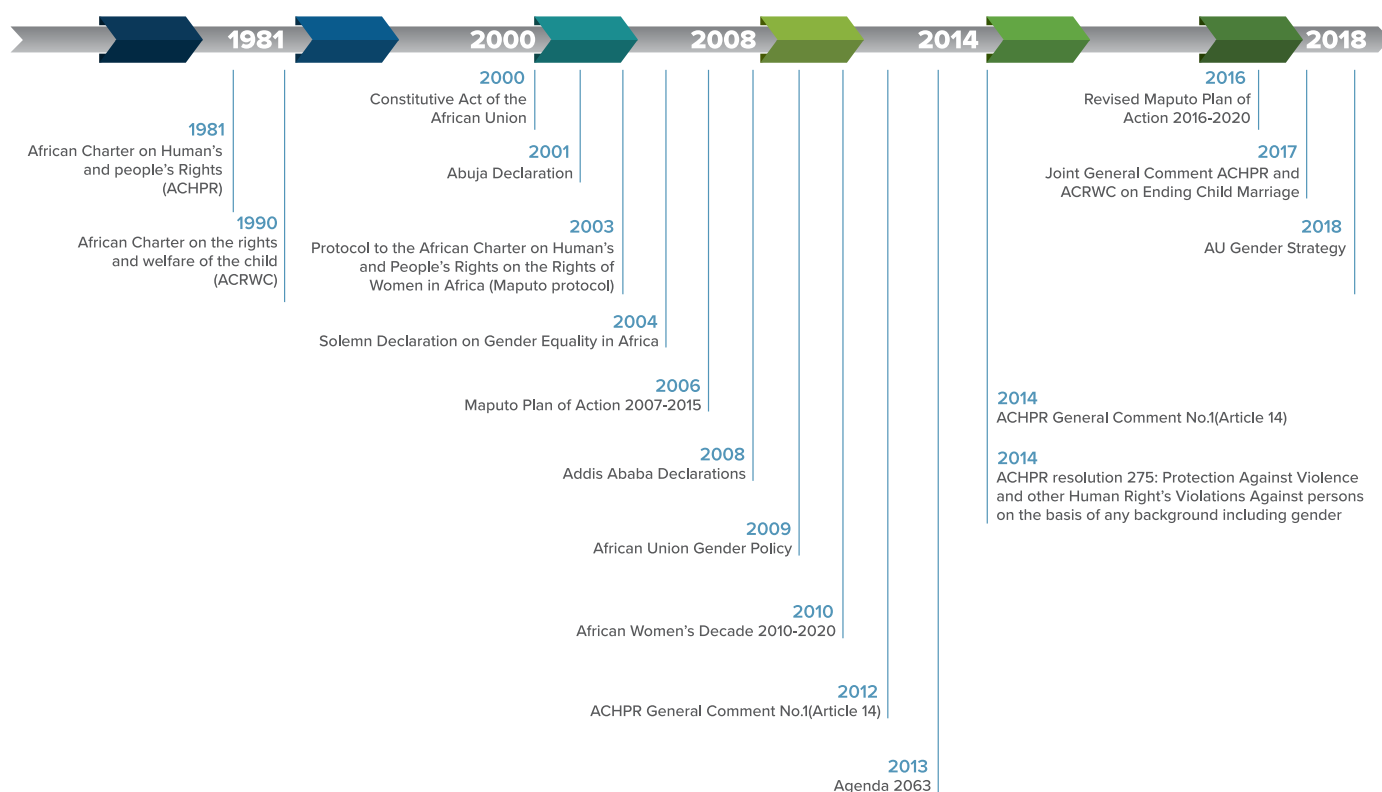 1981
2000
2008
2014
2018
1981
African Charter on Human's
and people's Rights
(ACHPR)
1990
African Charter on the rights
and welfare of the child
(ACRWC)
2000
Constitutive Act of the
African Union
2001
Abuja Declaration
2003
Protocol to the African Charter on Human's
and People's Rights on the Rights of
Women in Africa (Maputo protocol)
2004
Solemn Declaration on Gender Equality in Africa
2006
Maputo Plan of Action 2007-2015
2008
Addis Ababa Declarations
2009
African Union Gender Policy
2010
African Women's Decade 2010-2020
2012
ACHPR General Comment No.1(Article 14)
2013
Agenda 2063
2014
ACHPR General Comment No.1(Article 14)
2014
ACHPR resolution 275: Protection Against Violence
and other Human Right's Violations Against persons
on the basis of any background including gender
2016
Revised Maputo Plan of
Action 2016-2020
2017
Joint General Comment ACHPR and
ACRWC on Ending Child Marriage
2018
AU Gender Strategy